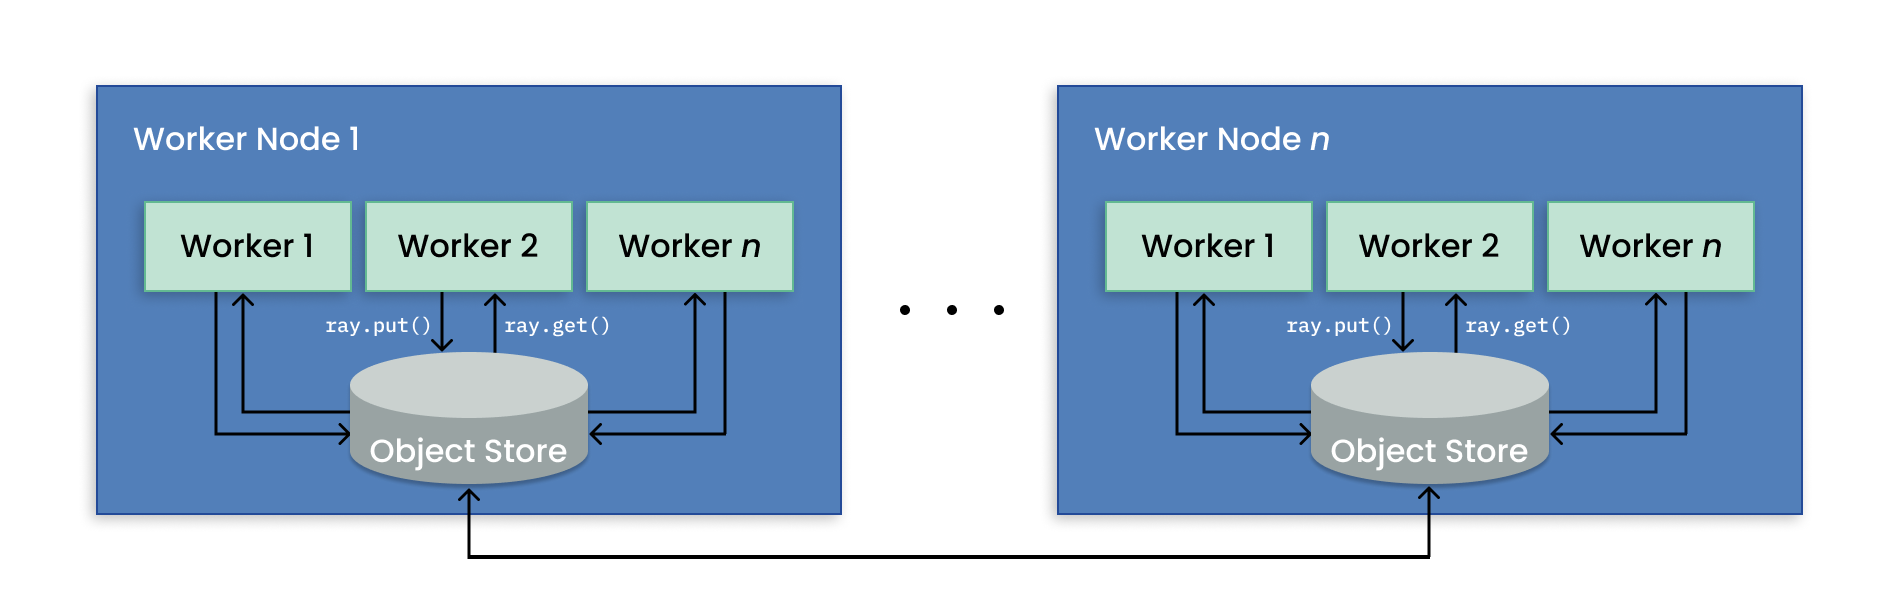 Worker Node 1
Worker 1
Worker 2
Worker n
ray.put()
ray.get()
Object Store
Worker Node n
Worker 1
Worker 2
Worker n
ray.put()
ray.get()
Object Store